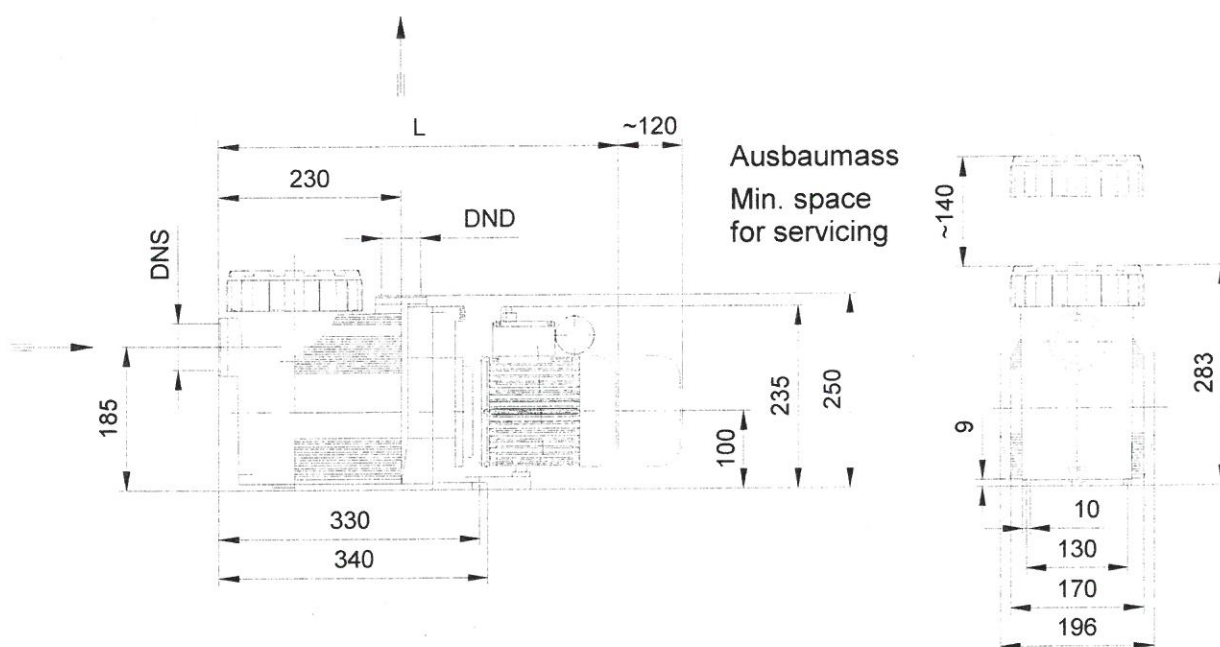 L
~120
Ausbaumass
Min. space
for servicing
230
DND
DNS
~140
185
235
250
283
100
9
330
340
10
130
170
196